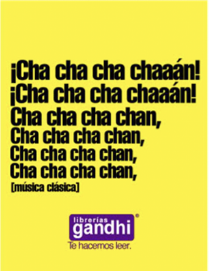 ¡Cha cha cha chaaán!
¡Cha cha cha chaaán!
Cha cha cha chan,
Cha cha cha chan,
Cha cha cha chan,
Cha cha cha chan,
[música clásica]
librerías
gandhi®
Te hacemos leer.